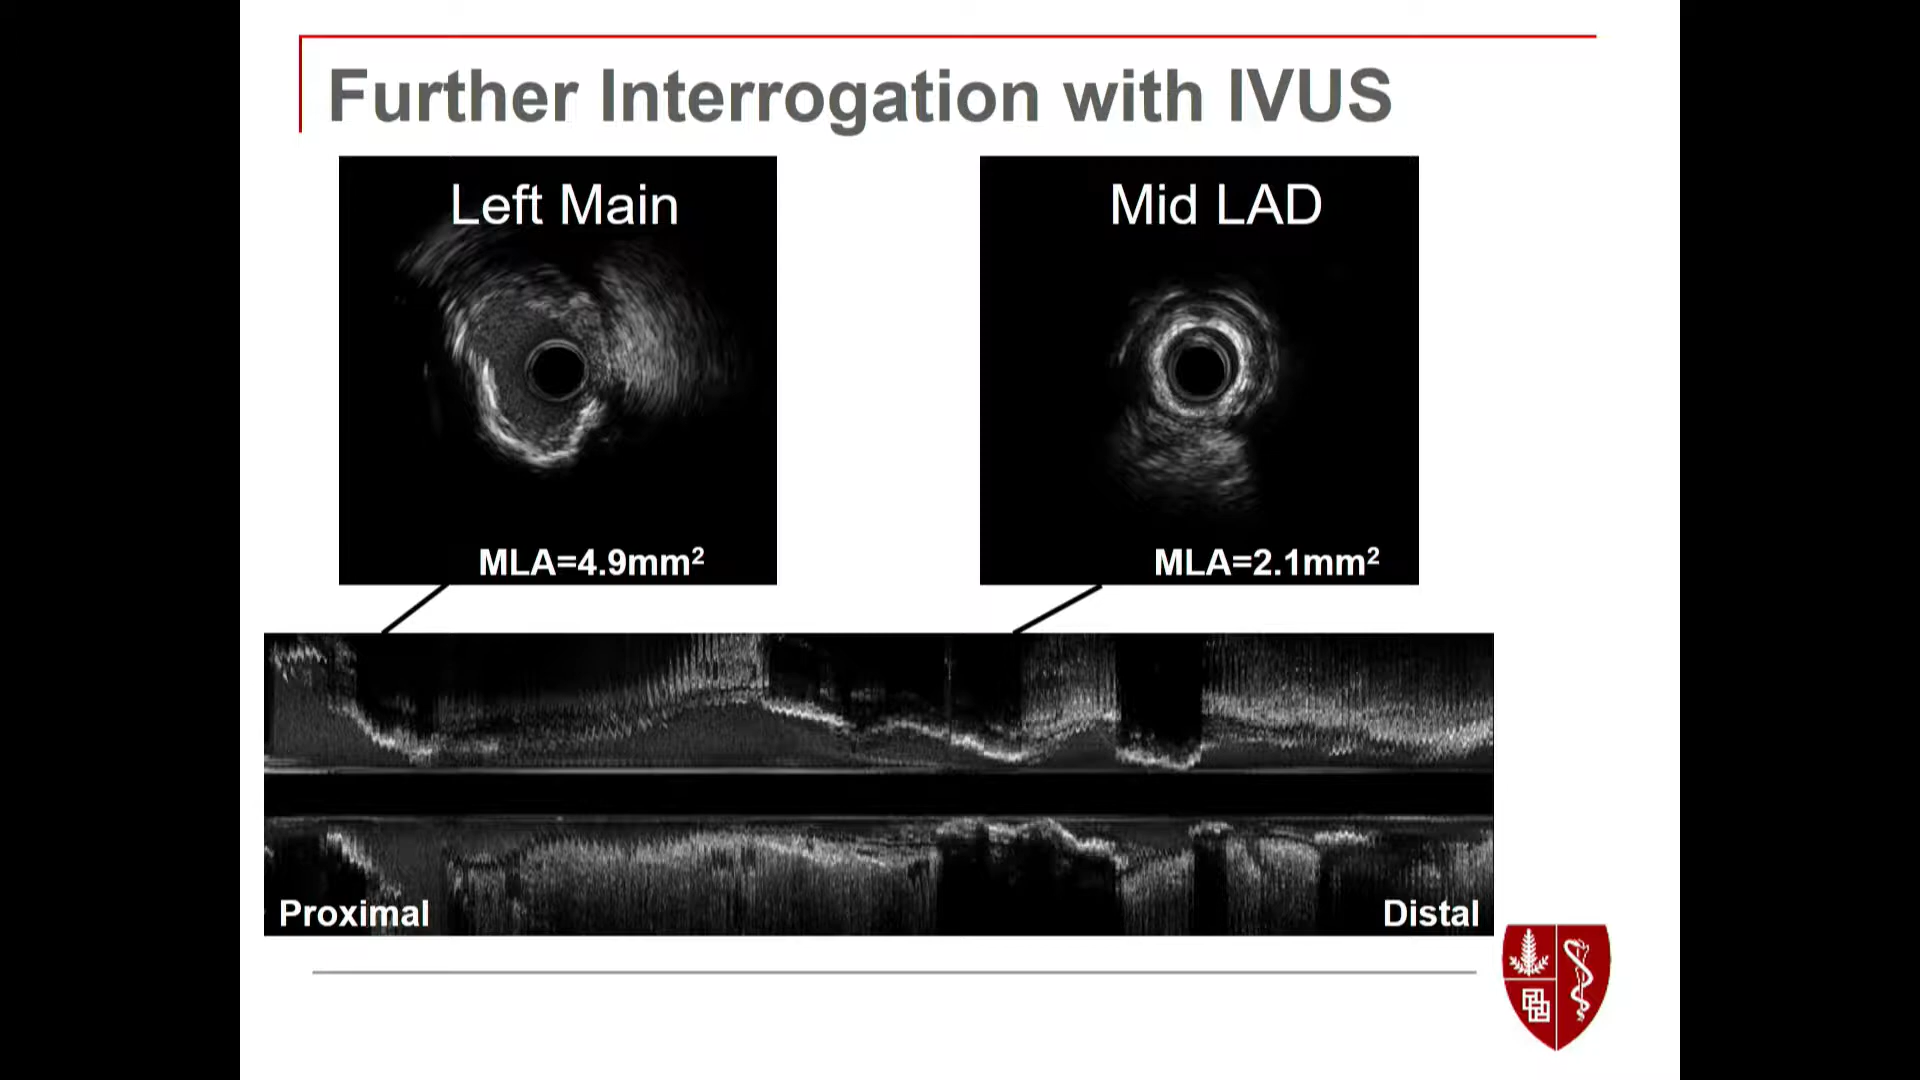 Further Interrogation with IVUS
Left Main
Mid LAD
MLA=4.9mm²
MLA=2.1mm²
Proximal
Distal